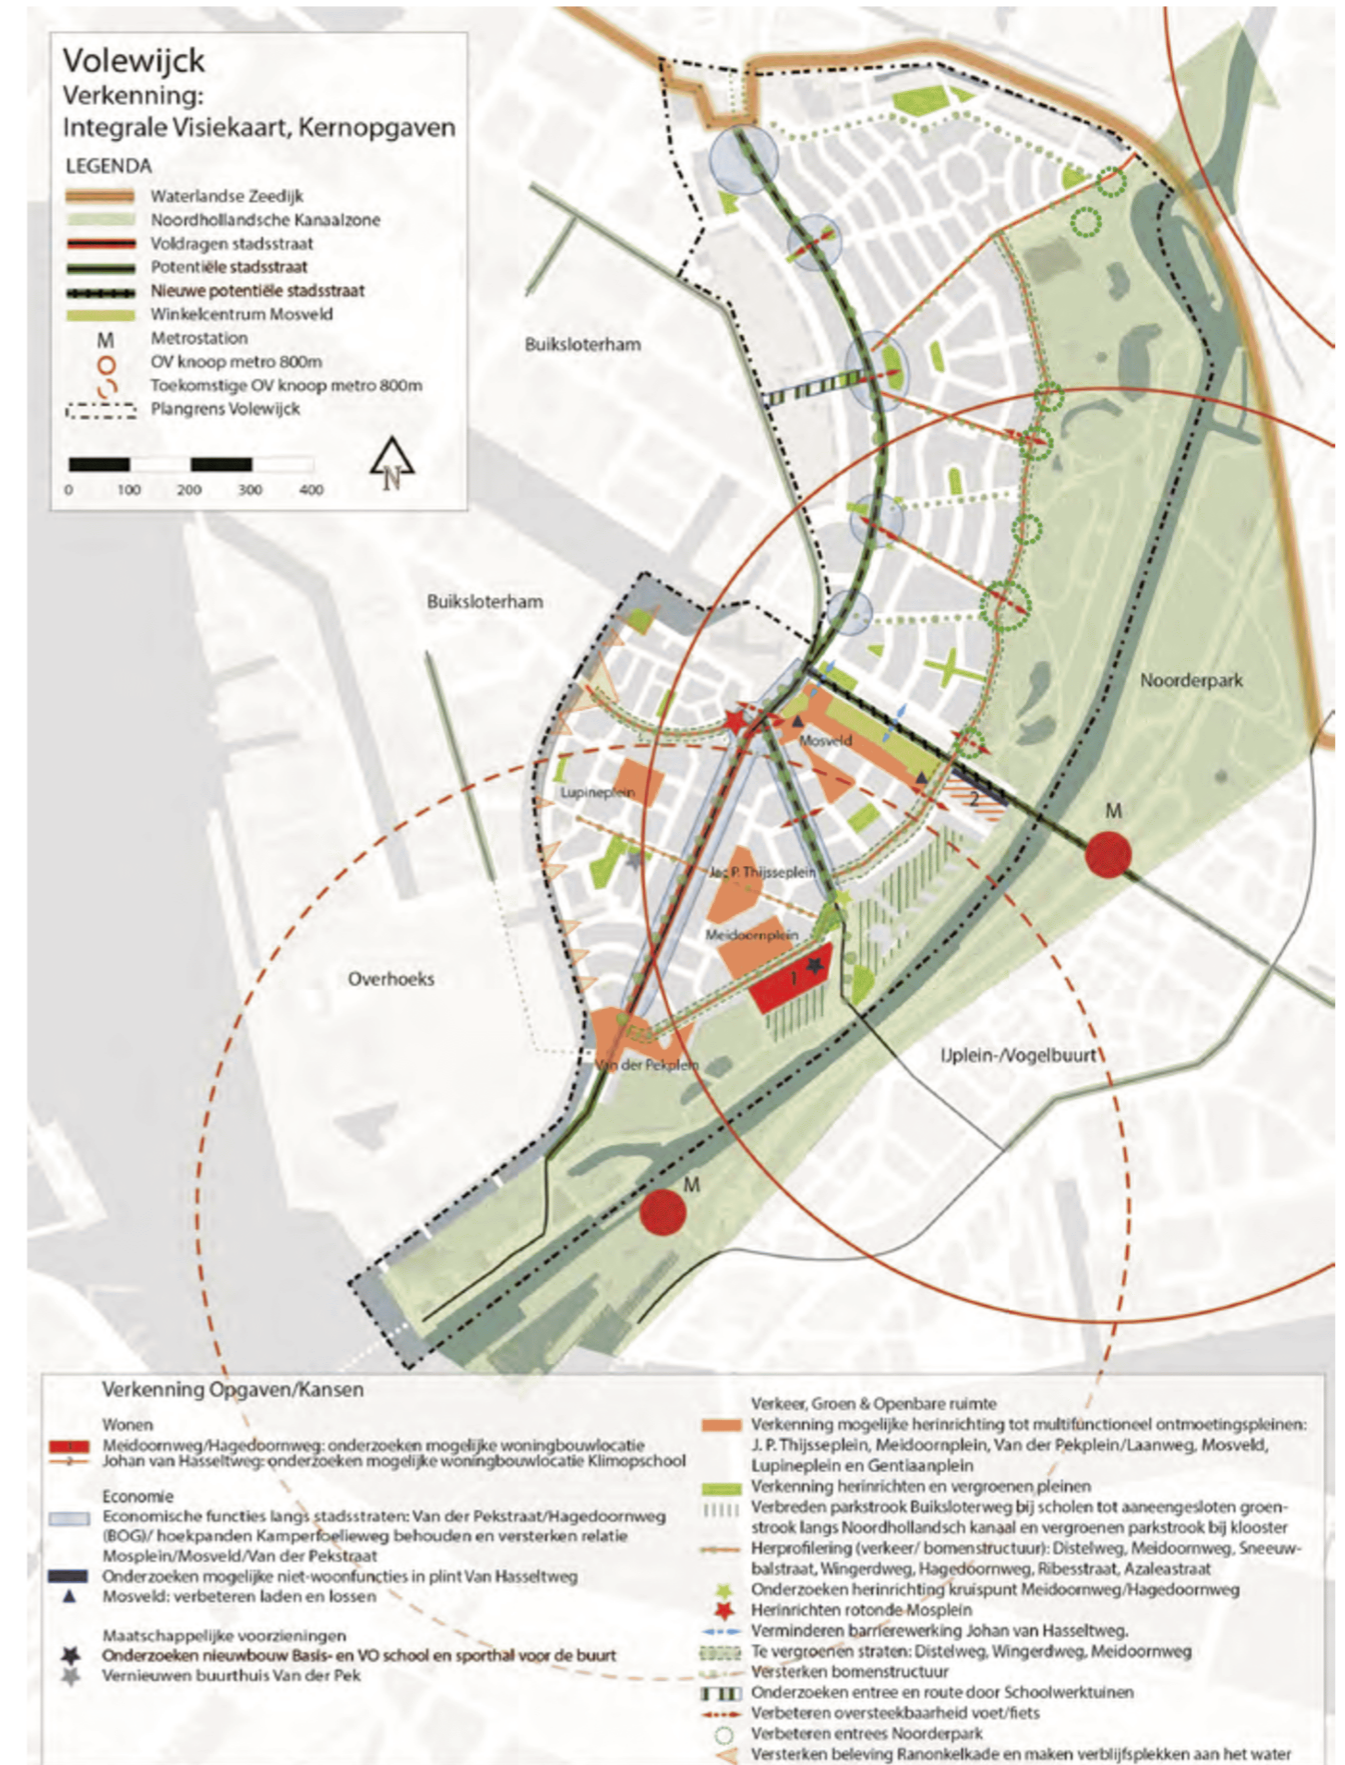 Volewijck
Verkenning:
Integrale Visiekaart, Kernopgaven
LEGENDA
Waterlandse Zeedijk
Noordhollandsche Kanaalzone
Voldragen stadsstraat
Potentiële stadsstraat
Nieuwe potentiële stadsstraat
Winkelcentrum Mosveld
M Metrostation
OV knoop metro 800m
Toekomstige OV knoop metro 800m
Plangrens Volewijck
0 100 200 300 400
N
Buiksloterham
Buiksloterham
Noorderpark
Mosveld
Lupineplein
2
M
Jac P. Thijsseplein
Meidoornplein
1
Overhoeks
IJplein-/Vogelbuurt
Van der Pekplein
M
Verkenning Opgaven/Kansen
Wonen
1 Meidoornweg/Hagedoornweg: onderzoeken mogelijke woningbouwlocatie
2 Johan van Hasseltweg: onderzoeken mogelijke woningbouwlocatie Klimopschool
Economie
Economische functies langs stadsstraten: Van der Pekstraat/Hagedoornweg
(BOG)/ hoekpanden Kamperfoelieweg behouden en versterken relatie
Mosplein/Mosveld/Van der Pekstraat
Onderzoeken mogelijke niet-woonfuncties in plint Van Hasseltweg
Mosveld: verbeteren laden en lossen
Maatschappelijke voorzieningen
Onderzoeken nieuwbouw Basis- en VO school en sporthal voor de buurt
Vernieuwen buurthuis Van der Pek
Verkeer, Groen & Openbare ruimte
Verkenning mogelijke herinrichting tot multifunctioneel ontmoetingspleinen:
J. P. Thijsseplein, Meidoornplein, Van der Pekplein/Laanweg, Mosveld,
Lupineplein en Gentiaanplein
Verkenning herinrichten en vergroenen pleinen
Verbreden parkstrook Buiksloterweg bij scholen tot aaneengesloten groen-
strook langs Noordhollandsch kanaal en vergroenen parkstrook bij klooster
Herprofilering (verkeer/ bomenstructuur): Distelweg, Meidoornweg, Sneeuw-
balstraat, Wingerdweg, Hagedoornweg, Ribesstraat, Azaleastraat
Onderzoeken herinrichting kruispunt Meidoornweg/Hagedoornweg
Herinrichten rotonde Mosplein
Verminderen barrierewerking Johan van Hasseltweg.
Te vergroenen straten: Distelweg, Wingerdweg, Meidoornweg
Versterken bomenstructuur
Onderzoeken entree en route door Schoolwerktuinen
Verbeteren oversteekbaarheid voet/fiets
Verbeteren entrees Noorderpark
Versterken beleving Ranonkelkade en maken verblijfsplekken aan het water